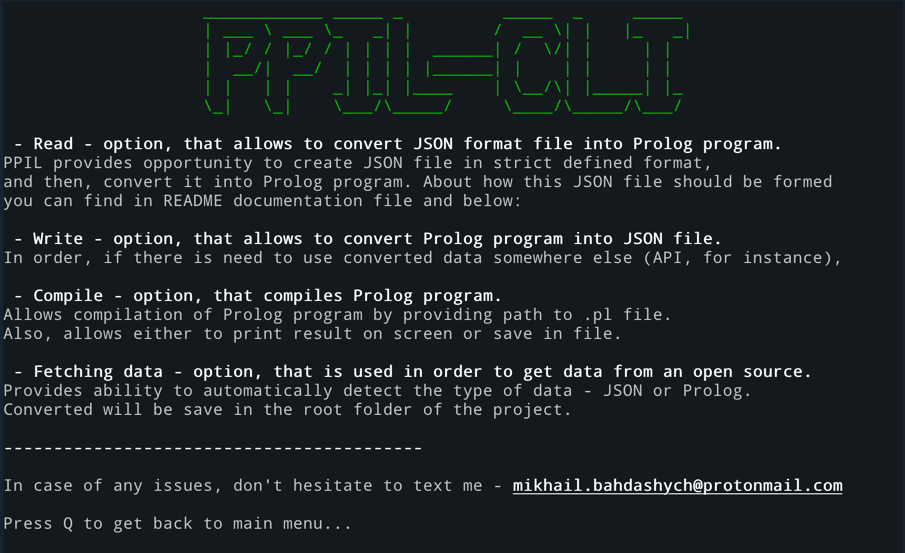 PPIL-CLI
- Read - option, that allows to convert JSON format file into Prolog program.
PPIL provides opportunity to create JSON file in strict defined format,
and then, convert it into Prolog program. About how this JSON file should be formed
you can find in README documentation file and below:
- Write - option, that allows to convert Prolog program into JSON file.
In order, if there is need to use converted data somewhere else (API, for instance),
- Compile - option, that compiles Prolog program.
Allows compilation of Prolog program by providing path to .pl file.
Also, allows either to print result on screen or save in file.
- Fetching data - option, that is used in order to get data from an open source.
Provides ability to automatically detect the type of data - JSON or Prolog.
Converted will be save in the root folder of the project.
------------------------------------------
In case of any issues, don't hesitate to text me - mikhail.bahdashych@protonmail.com
Press Q to get back to main menu...